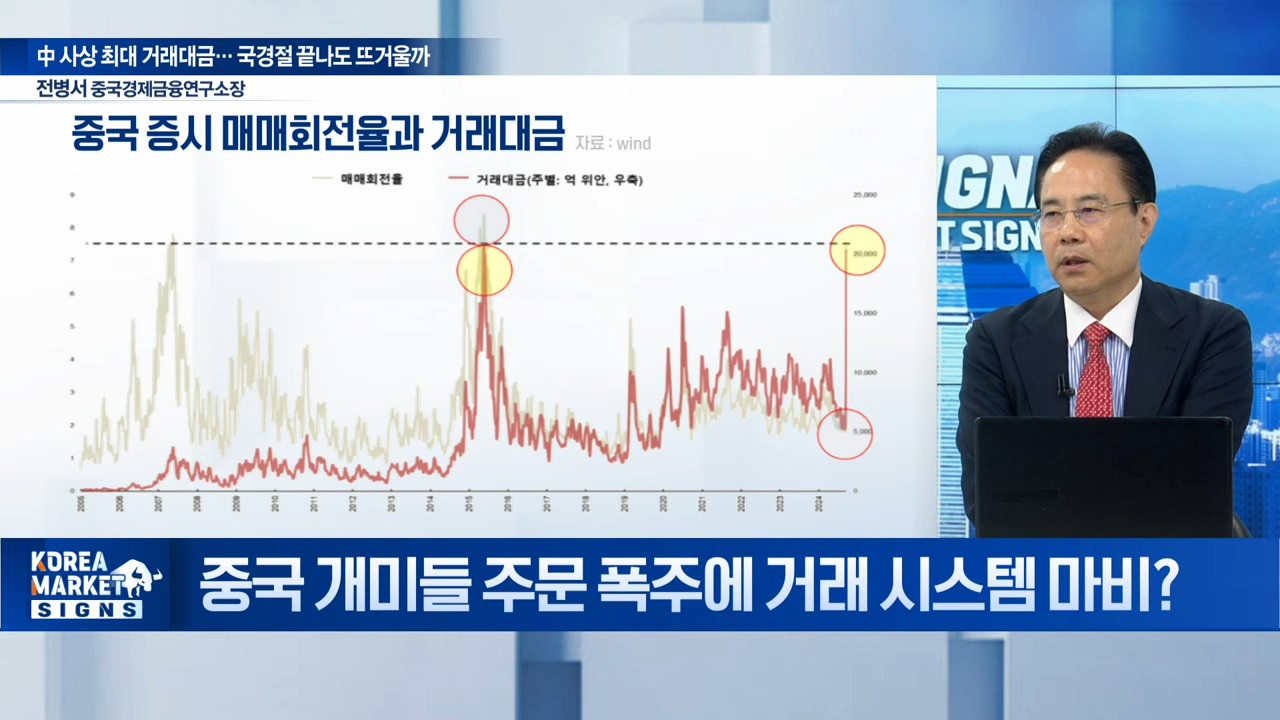 中 사상 최대 거래대금… 국경절 끝나도 뜨거울까
전병서 중국경제금융연구소장
중국 증시 매매회전율과 거래대금 자료 : wind
매매회전율 거래대금(주별: 억 위안, 우축)
9
8
7
6
5
4
3
2
1
0
25,000
20,000
15,000
10,000
5,000
0
2005 2006 2007 2008 2009 2010 2011 2012 2013 2014 2015 2016 2017 2018 2019 2020 2021 2022 2023 2024
IGNA
T SIGN
KOREA
MARKET
SIGNS
중국 개미들 주문 폭주에 거래 시스템 마비?